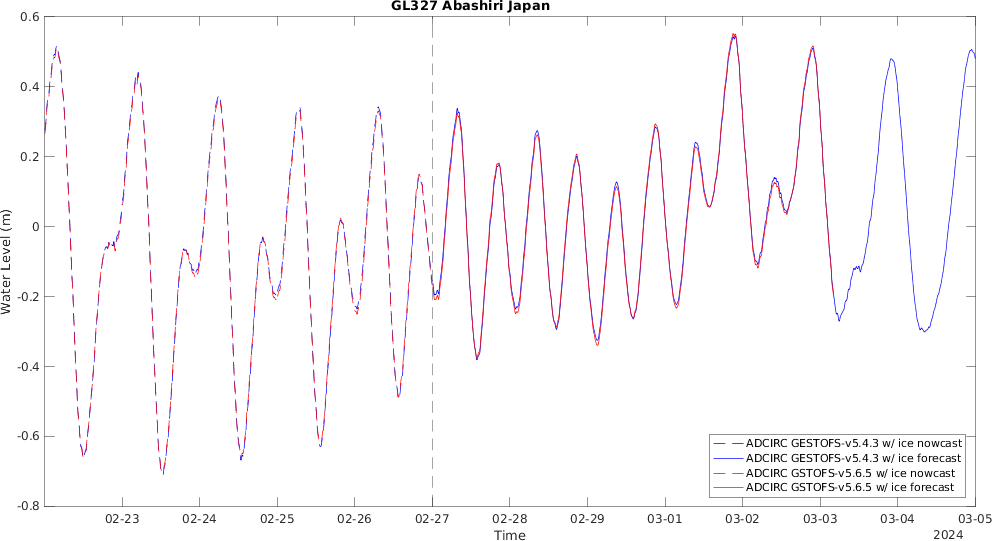 GL327 Abashiri Japan
0.6
0.4
0.2
0
-0.2
-0.4
-0.6
-0.8
Water Level (m)
ADCIRC GESTOFS-v5.4.3 w/ ice nowcast
ADCIRC GESTOFS-v5.4.3 w/ ice forecast
ADCIRC GSTOFS-v5.6.5 w/ ice nowcast
ADCIRC GSTOFS-v5.6.5 w/ ice forecast
02-23 02-24 02-25 02-26 02-27 02-28 02-29 03-01 03-02 03-03 03-04 03-05
Time 2024